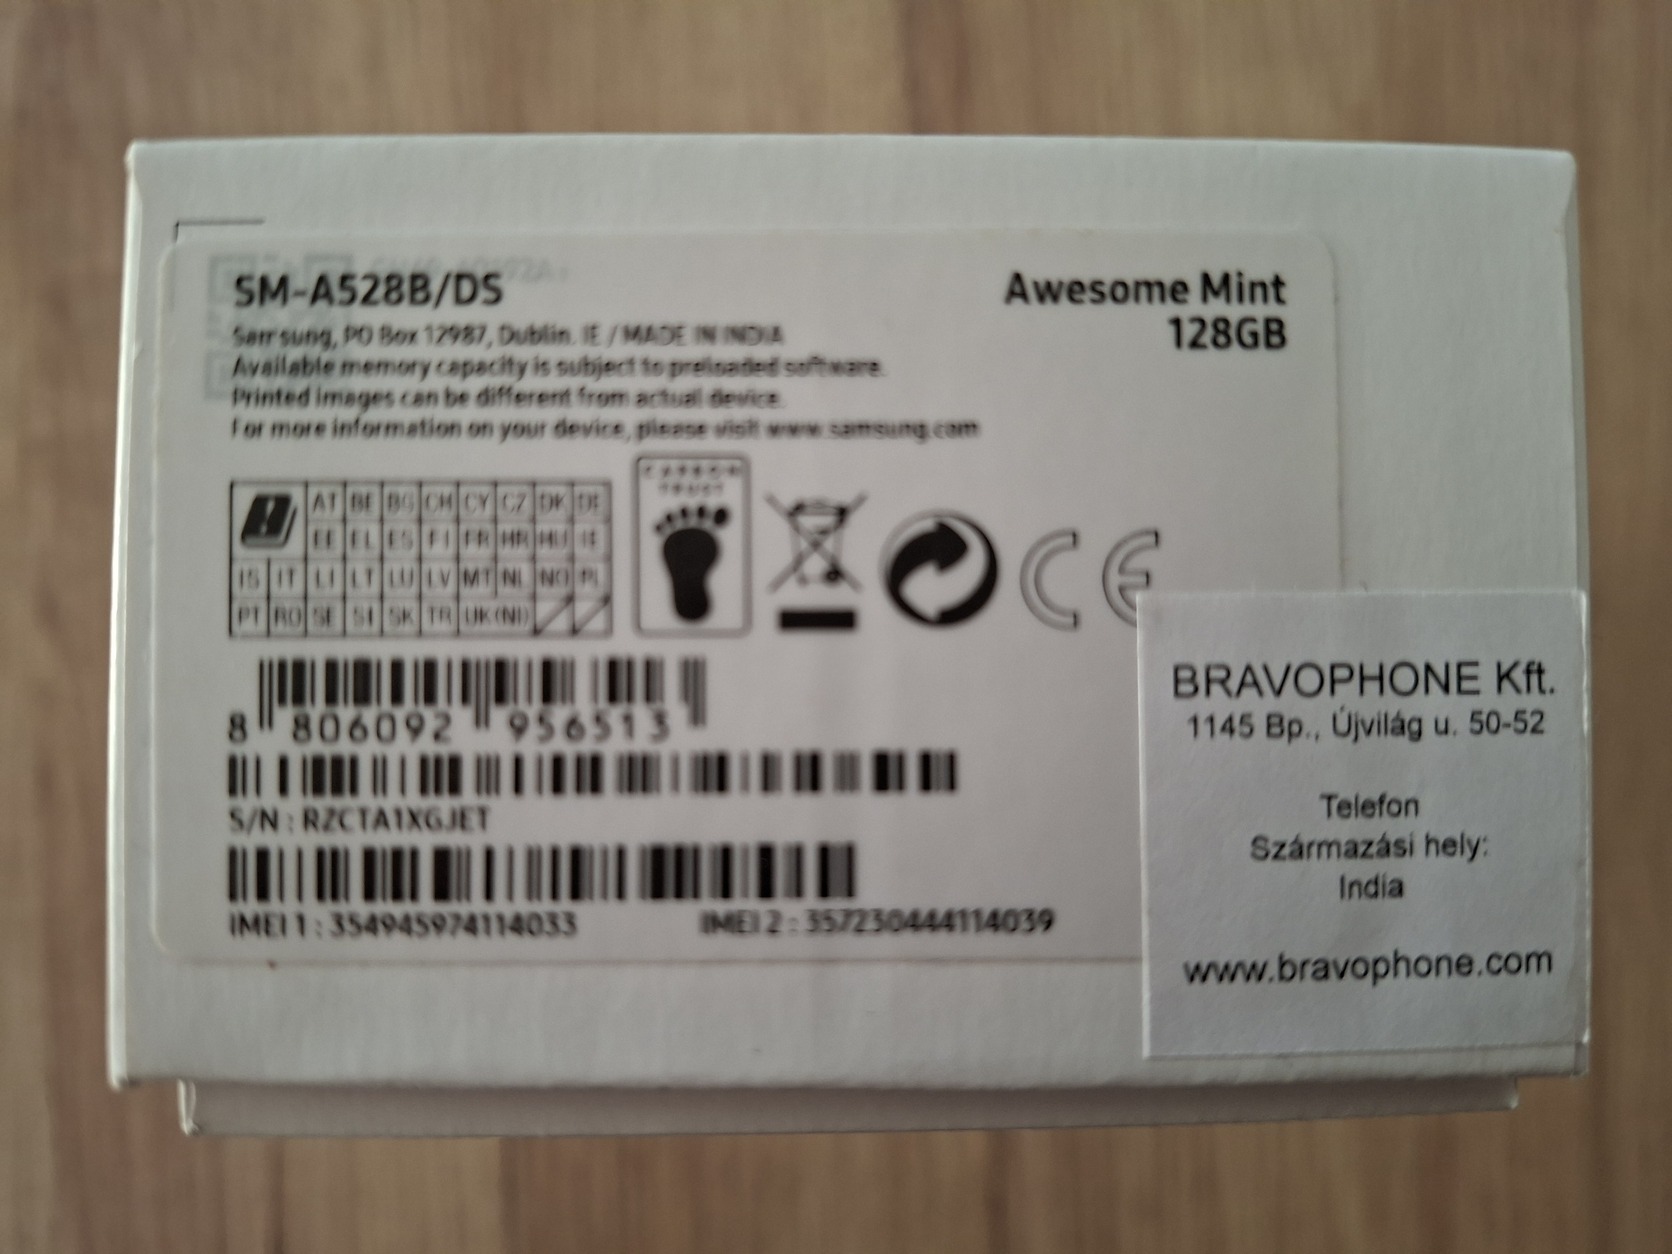 SM-A528B/DS
Awesome Mint
128GB
Samsung, PO Box 12987, Dublin. IE / MADE IN INDIA
Available memory capacity is subject to preloaded software.
Printed images can be different from actual device.
For more information on your device, please visit www.samsung.com
AT BE BG CH CY CZ DK DE
EE EL ES FI FR HR HU IE
IS IT LI LT LU LV MT NL NO PL
PT RO SE SI SK TR UK(NI)
CARBON
TRUST
CE
8 806092 956513
S/N : RZCTA1XGJET
IMEI 1 : 354945974114033
IMEI 2 : 357230444114039
BRAVOPHONE Kft.
1145 Bp., Újvilág u. 50-52
Telefon
Származási hely:
India
www.bravophone.com